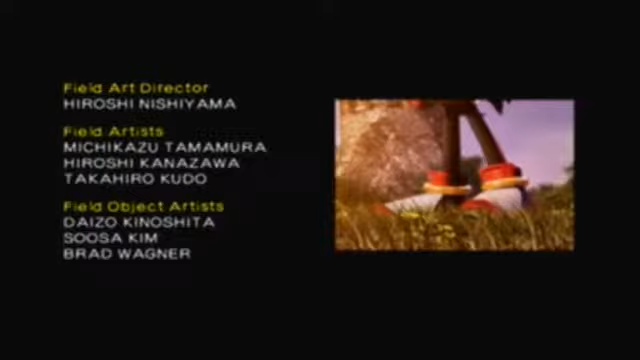 Field Art Director
HIROSHI NISHIYAMA
Field Artists
MICHIKAZU TAMAMURA
HIROSHI KANAZAWA
TAKAHIRO KUDO
Field Object Artists
DAIZO KINOSHITA
SOOSA KIM
BRAD WAGNER